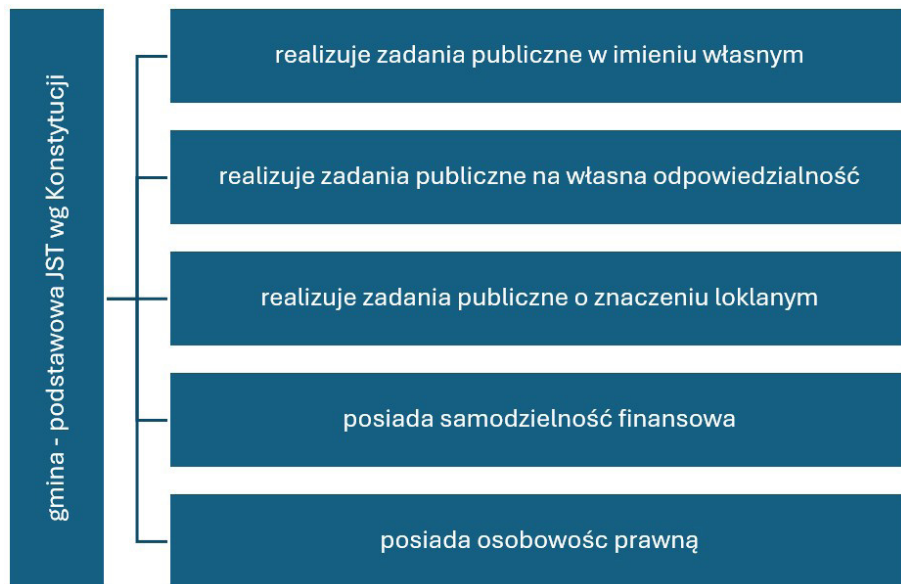 gmina - podstawowa JST wg Konstytucji
realizuje zadania publiczne w imieniu własnym
realizuje zadania publiczne na własna odpowiedzialność
realizuje zadania publiczne o znaczeniu loklanym
posiada samodzielność finansowa
posiada osobowośc prawną